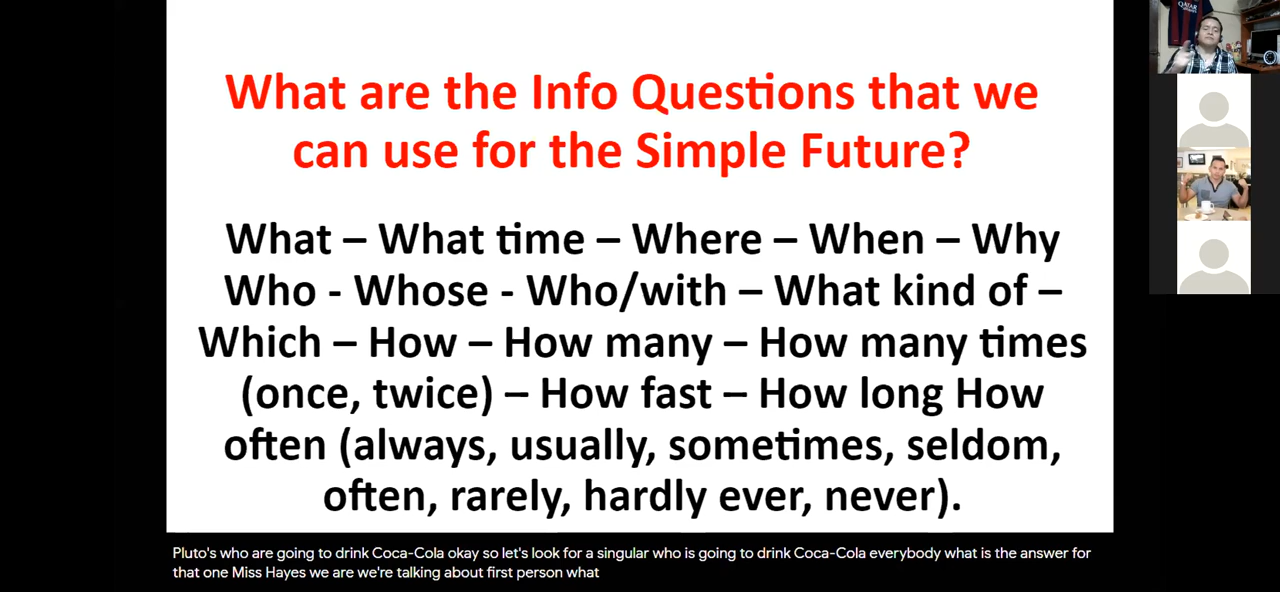 What are the Info Questions that we
can use for the Simple Future?
What – What time – Where – When – Why
Who - Whose - Who/with – What kind of –
Which – How – How many – How many times
(once, twice) – How fast – How long How
often (always, usually, sometimes, seldom,
often, rarely, hardly ever, never).
Pluto's who are going to drink Coca-Cola okay so let's look for a singular who is going to drink Coca-Cola everybody what is the answer for
that one Miss Hayes we are we're talking about first person what
QATAR